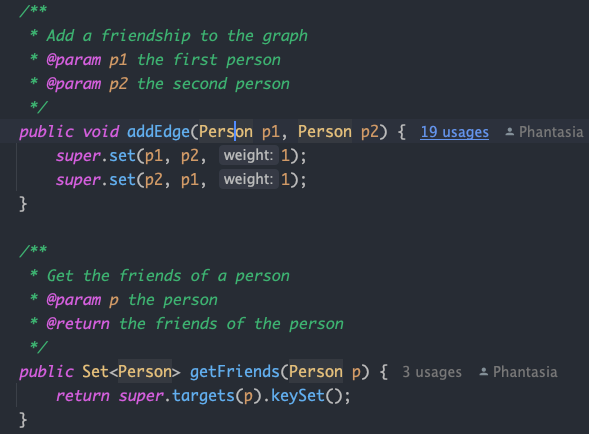 /**
 * Add a friendship to the graph
 * @param p1 the first person
 * @param p2 the second person
 */
public void addEdge(Person p1, Person p2) { 19 usages Phantasia
    super.set(p1, p2, weight: 1);
    super.set(p2, p1, weight: 1);
}
/**
 * Get the friends of a person
 * @param p the person
 * @return the friends of the person
 */
public Set<Person> getFriends(Person p) { 3 usages Phantasia
    return super.targets(p).keySet();
}